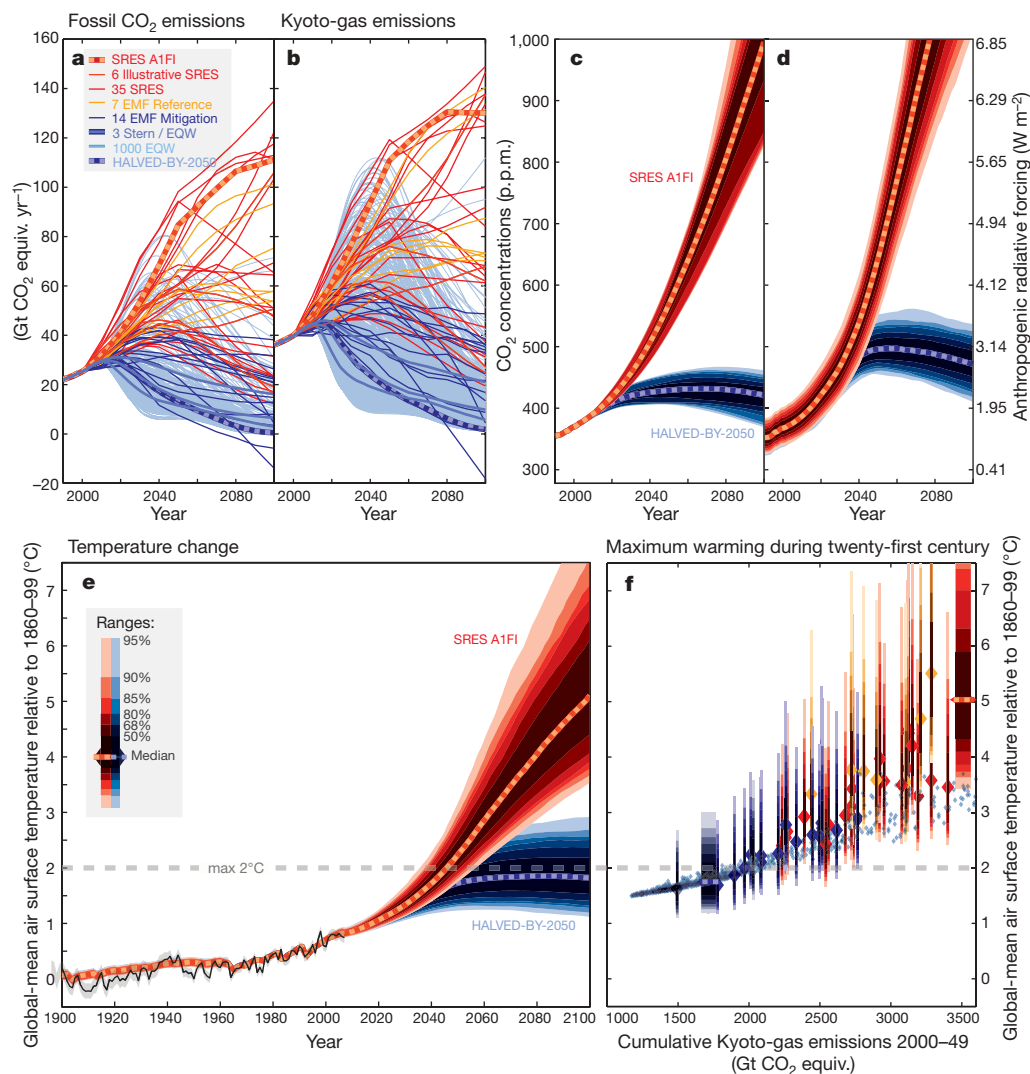 Fossil CO₂ emissions
Kyoto-gas emissions
(Gt CO₂ equiv. yr⁻¹)
160
140
120
100
80
60
40
20
0
–20
a
SRES A1FI
6 Illustrative SRES
35 SRES
7 EMF Reference
14 EMF Mitigation
3 Stern / EQW
1000 EQW
HALVED-BY-2050
2000 2040 2080
Year
b
2000 2040 2080
Year
CO₂ concentrations (p.p.m.)
1,000
900
800
700
600
500
400
300
c
SRES A1FI
HALVED-BY-2050
2000 2040 2080
Year
d
2000 2040 2080
Year
6.85
6.29
5.65
4.94
4.12
3.14
1.95
0.41
Anthropogenic radiative forcing (W m⁻²)
Temperature change
Global-mean air surface temperature relative to 1860–99 (°C)
7
6
5
4
3
2
1
0
e
Ranges:
95%
90%
85%
80%
68%
50%
Median
SRES A1FI
max 2°C
HALVED-BY-2050
1900 1920 1940 1960 1980 2000 2020 2040 2060 2080 2100
Year
Maximum warming during twenty-first century
f
7
6
5
4
3
2
1
0
Global-mean air surface temperature relative to 1860–99 (°C)
1000 1500 2000 2500 3000 3500
Cumulative Kyoto-gas emissions 2000–49
(Gt CO₂ equiv.)